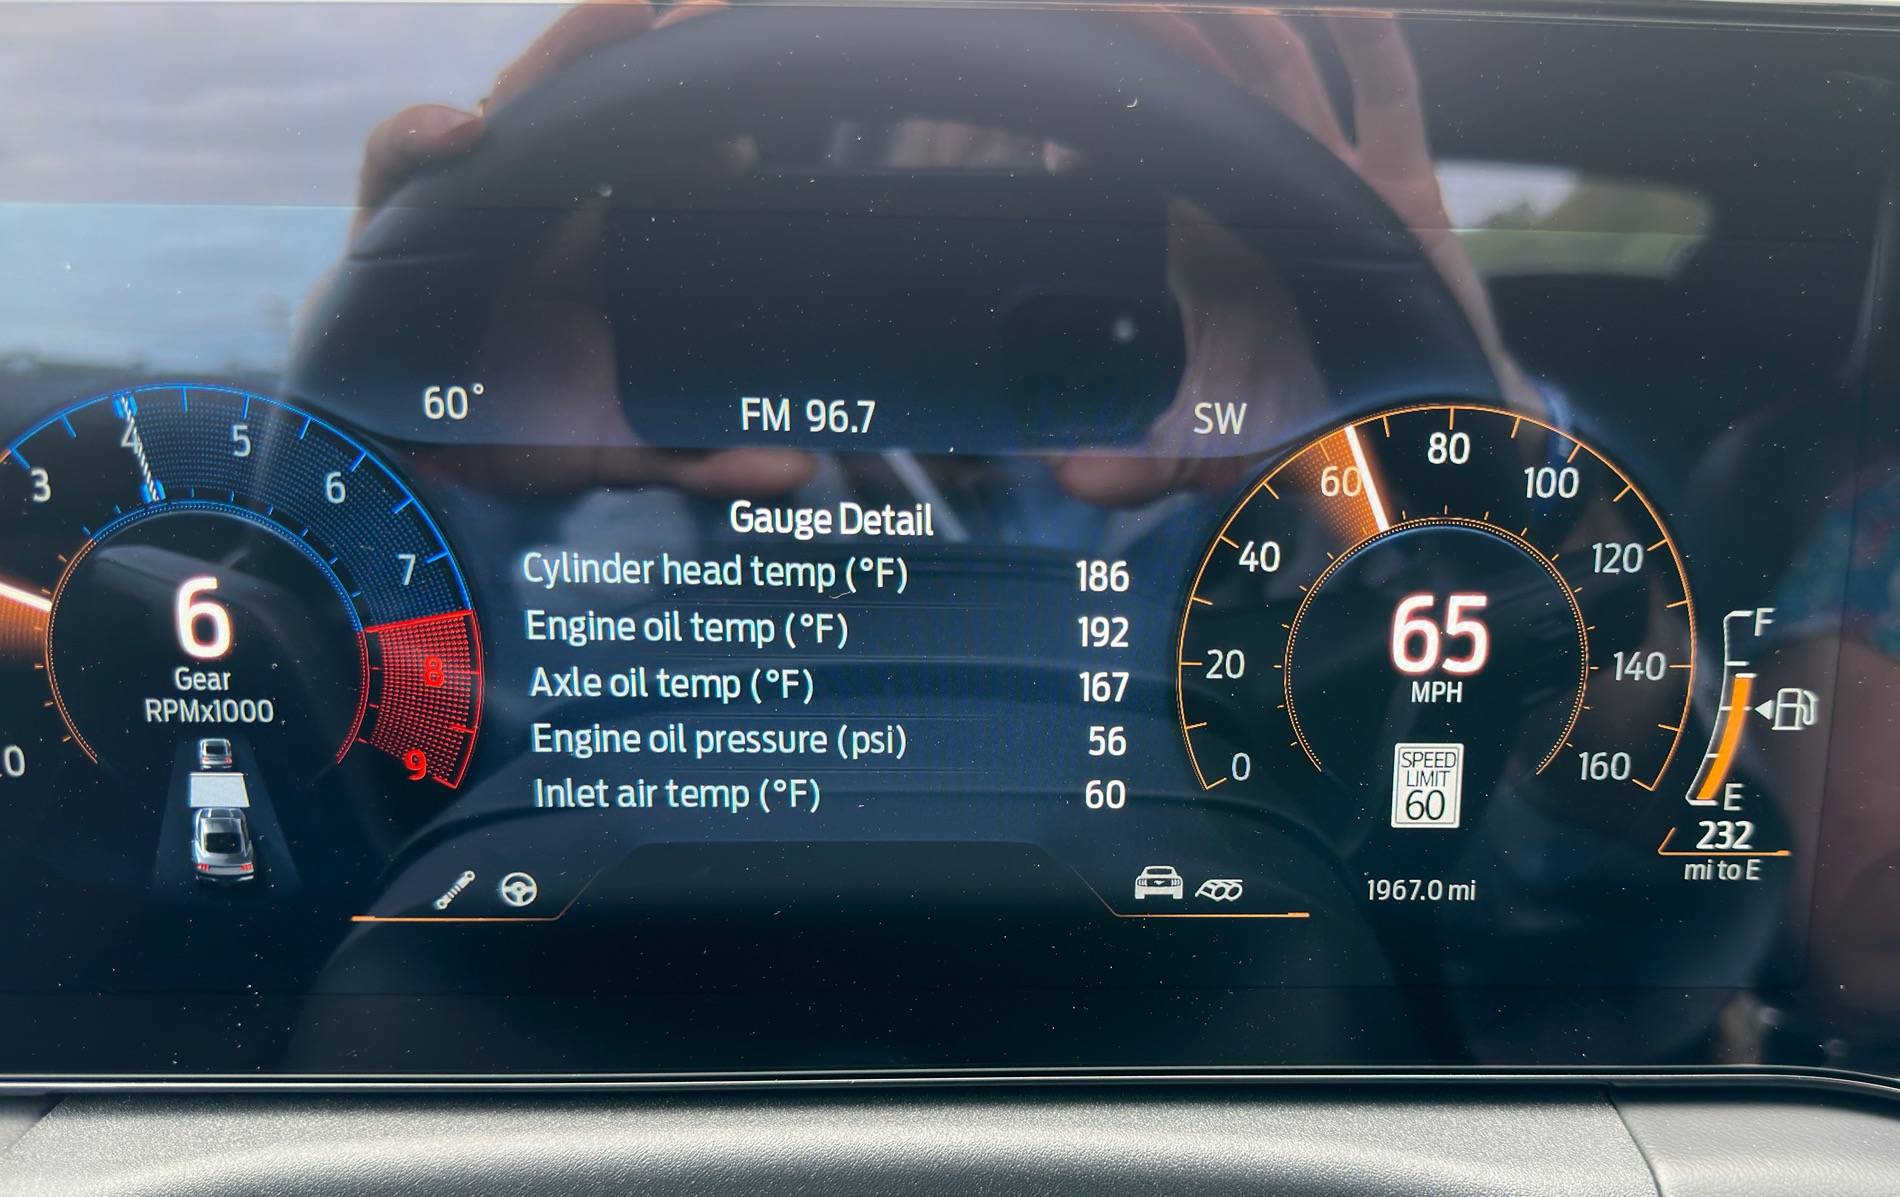 60°
FM 96.7
SW
0
3
4
5
6
7
8
9
6
Gear
RPMx1000
Gauge Detail
Cylinder head temp (°F) 186
Engine oil temp (°F) 192
Axle oil temp (°F) 167
Engine oil pressure (psi) 56
Inlet air temp (°F) 60
0
20
40
60
80
100
120
140
160
65
MPH
SPEED
LIMIT
60
1967.0 mi
F
E
232
mi to E